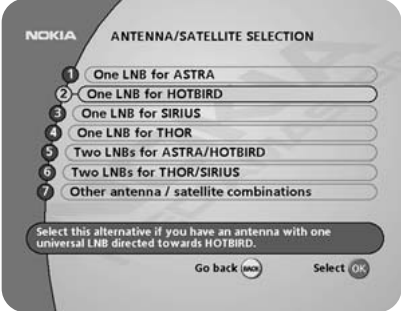 NOKIA
ANTENNA/SATELLITE SELECTION
1 One LNB for ASTRA
2 One LNB for HOTBIRD
3 One LNB for SIRIUS
4 One LNB for THOR
5 Two LNBs for ASTRA/HOTBIRD
6 Two LNBs for THOR/SIRIUS
7 Other antenna / satellite combinations
Select this alternative if you have an antenna with one
universal LNB directed towards HOTBIRD.
Go back BACK Select OK